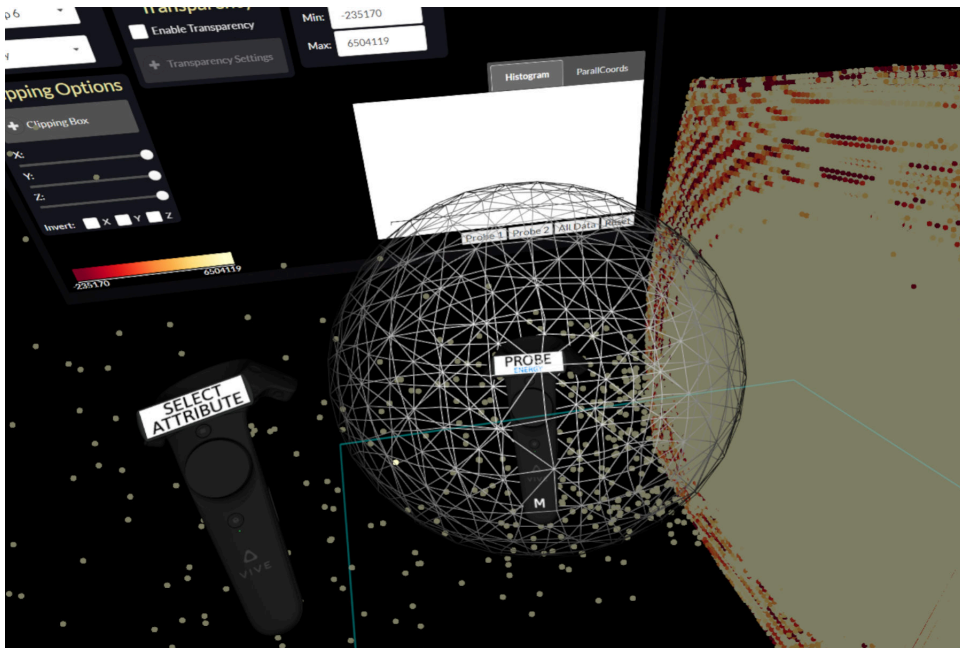 Transparency
Enable Transparency
+ Transparency Settings
Min:
-235170
Max:
6504119
Histogram
ParallCoords
pping Options
+ Clipping Box
X:
Y:
Z:
Invert: X Y Z
Probe 1
Probe 2
All Data
Reset
-235170
6504119
PROBE
ENERGY
SELECT
ATTRIBUTE
M
VIVE
VIVE